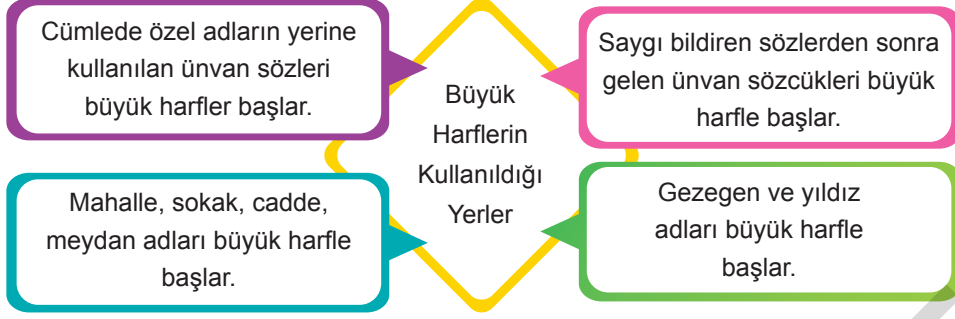 Cümlede özel adların yerine
kullanılan ünvan sözleri
büyük harfler başlar.
Saygı bildiren sözlerden sonra
gelen ünvan sözcükleri büyük
harfle başlar.
Büyük
Harflerin
Kullanıldığı
Yerler
Mahalle, sokak, cadde,
meydan adları büyük harfle
başlar.
Gezegen ve yıldız
adları büyük harfle
başlar.